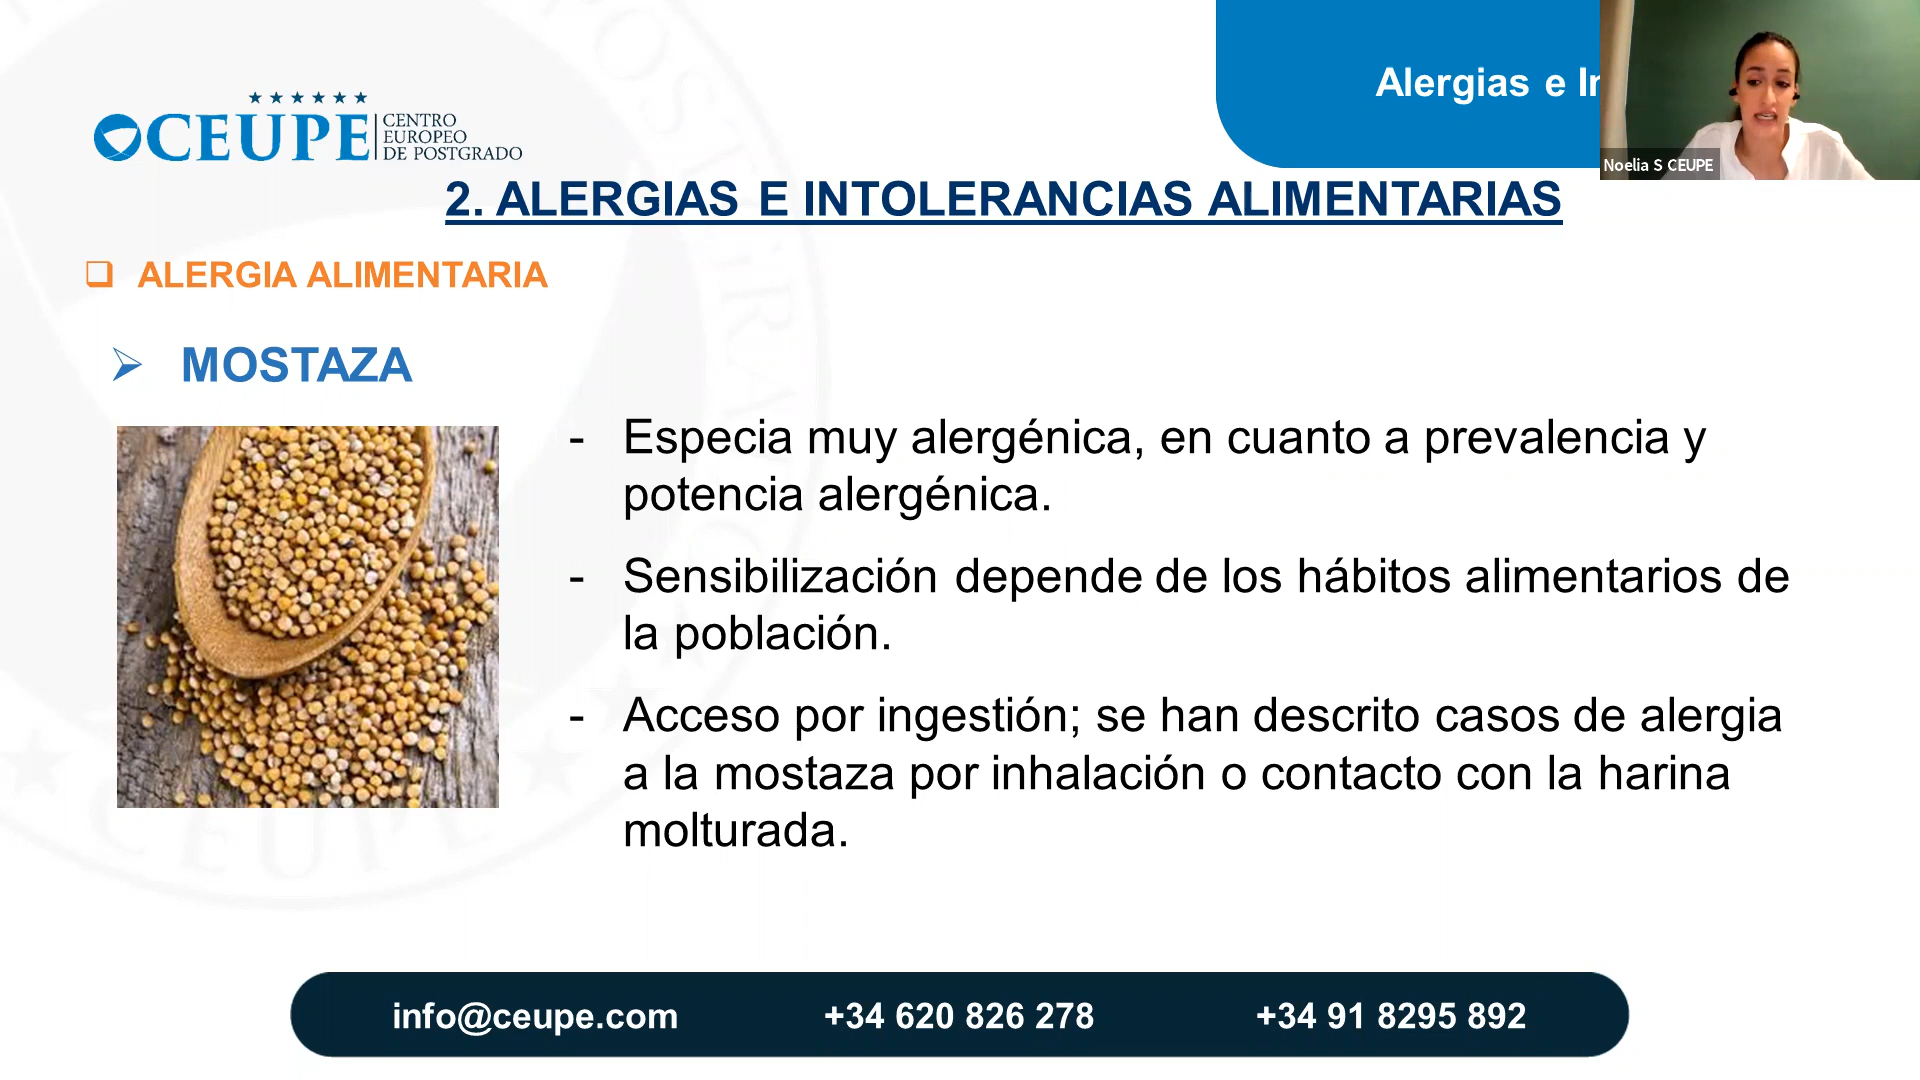 Alergias e
CEUPE
CENTRO
EUROPEO
DE POSTGRADO
Noelia S CEUPE
2. ALERGIAS E INTOLERANCIAS ALIMENTARIAS
ALERGIA ALIMENTARIA
MOSTAZA
- Especia muy alergénica, en cuanto a prevalencia y
potencia alergénica.
- Sensibilización depende de los hábitos alimentarios de
la población.
- Acceso por ingestión; se han descrito casos de alergia
a la mostaza por inhalación o contacto con la harina
molturada.
CEUPE
info@ceupe.com
+34 620 826 278
+34 91 8295 892